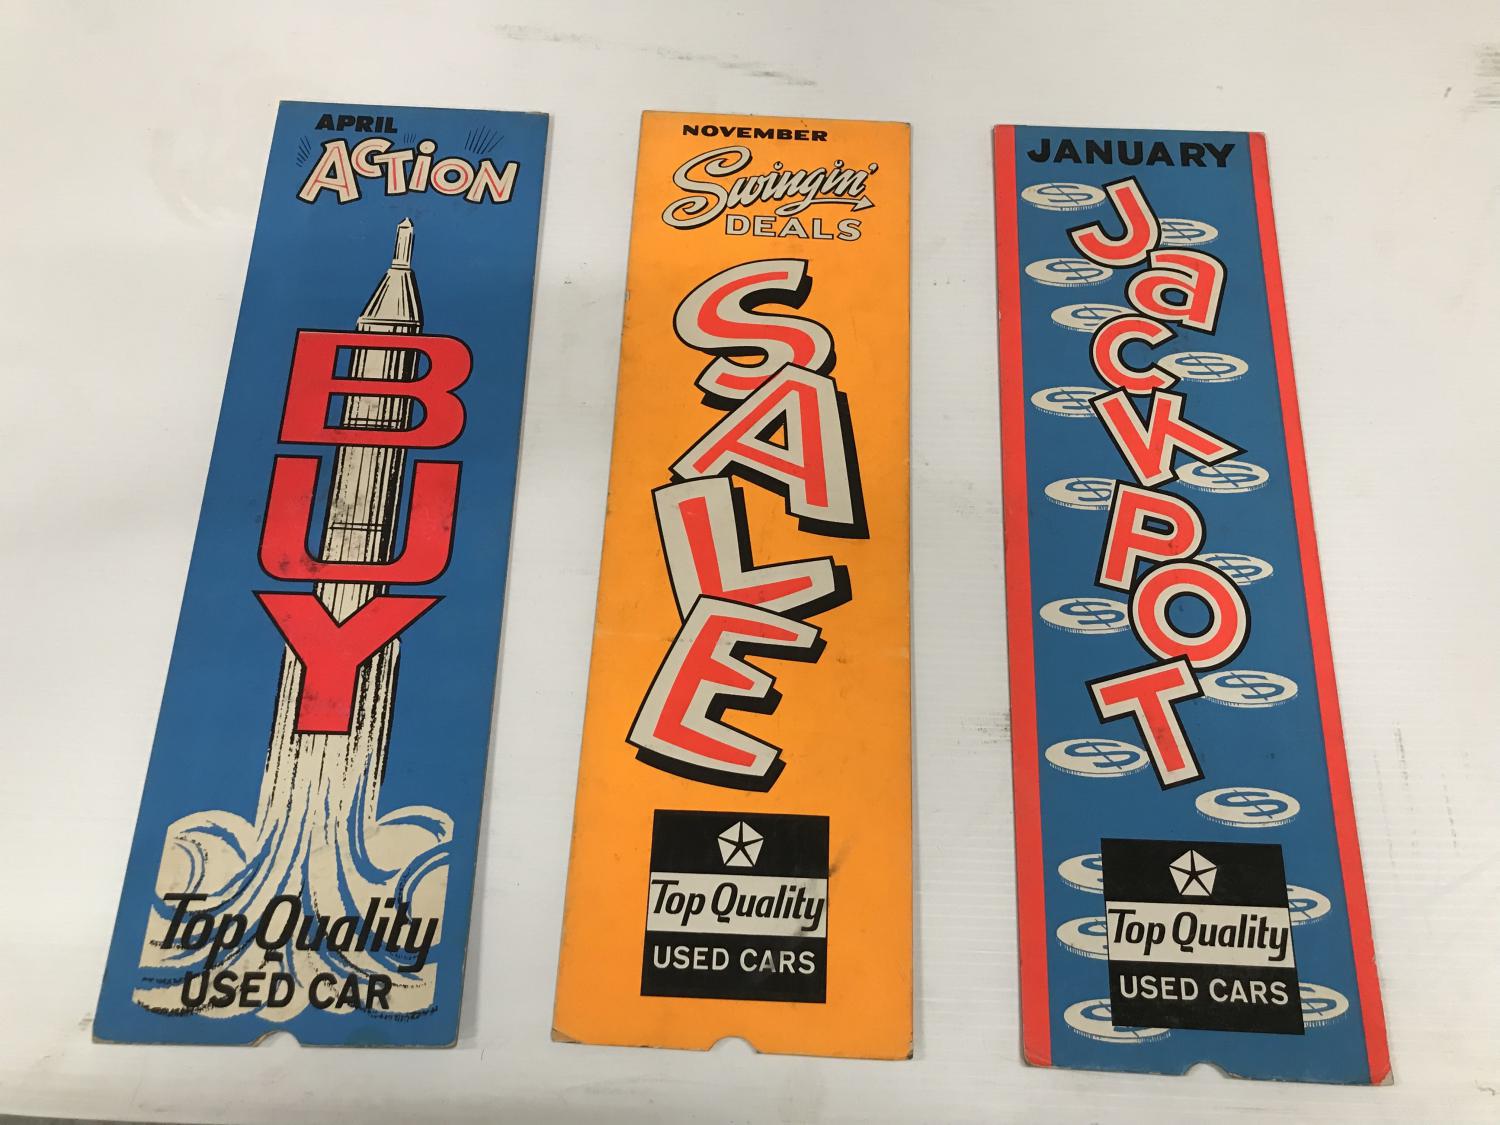 APRIL
ACTiON
BUY
Top Quality
USED CAR
NOVEMBER
Swingin'
DEALS
SALE
Top Quality
USED CARS
JANUARY
JacKPOT
Top Quality
USED CARS